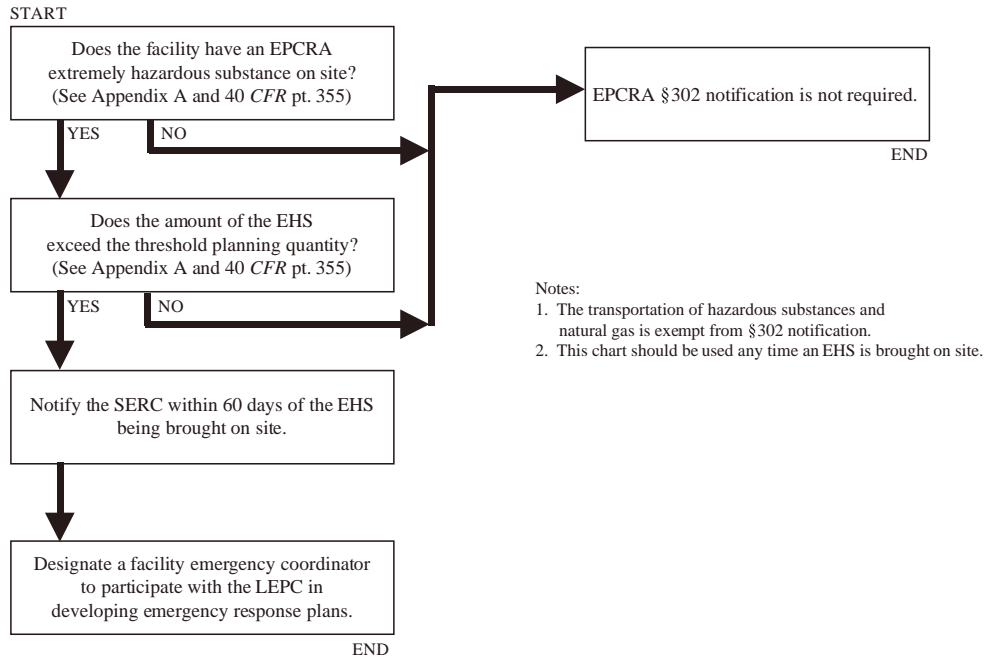 START
Does the facility have an EPCRA
extremely hazardous substance on site?
(See Appendix A and 40 CFR pt. 355)
YES
NO
EPCRA §302 notification is not required.
END
Does the amount of the EHS
exceed the threshold planning quantity?
(See Appendix A and 40 CFR pt. 355)
YES
NO
Notes:
1. The transportation of hazardous substances and
natural gas is exempt from §302 notification.
2. This chart should be used any time an EHS is brought on site.
Notify the SERC within 60 days of the EHS
being brought on site.
Designate a facility emergency coordinator
to participate with the LEPC in
developing emergency response plans.
END